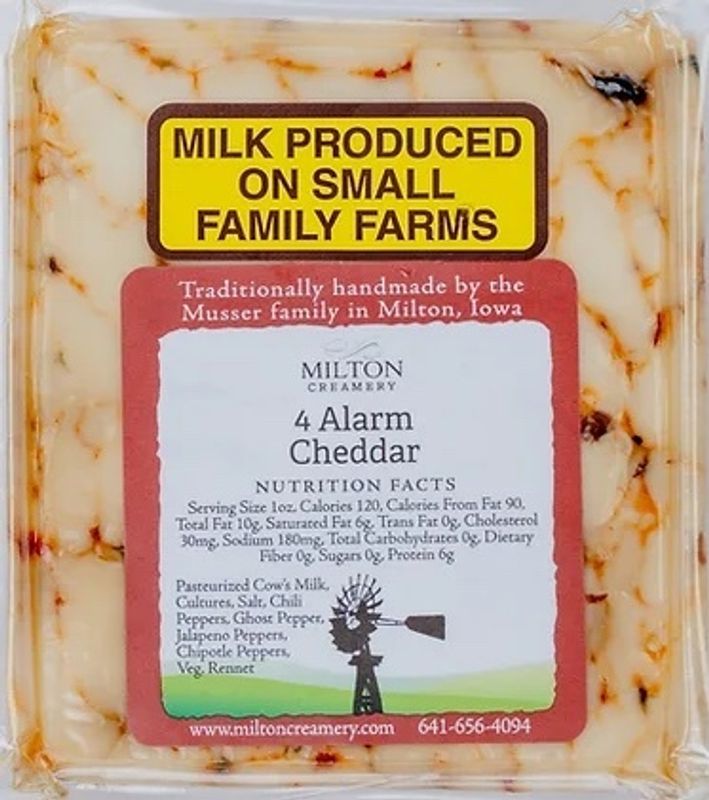 MILK PRODUCED
ON SMALL
FAMILY FARMS
Traditionally handmade by the
Musser family in Milton, Iowa
MILTON
CREAMERY
4 Alarm
Cheddar
NUTRITION FACTS
Serving Size 1oz, Calories 120, Calories From Fat 90,
Total Fat 10g, Saturated Fat 6g, Trans Fat 0g, Cholesterol
30mg, Sodium 180mg, Total Carbohydrates 0g, Dietary
Fiber 0g, Sugars 0g, Protein 6g
Pasteurized Cow's Milk,
Cultures, Salt, Chili
Peppers, Ghost Pepper,
Jalapeno Peppers,
Chipotle Peppers,
Veg. Rennet
www.miltoncreamery.com 641-656-4094